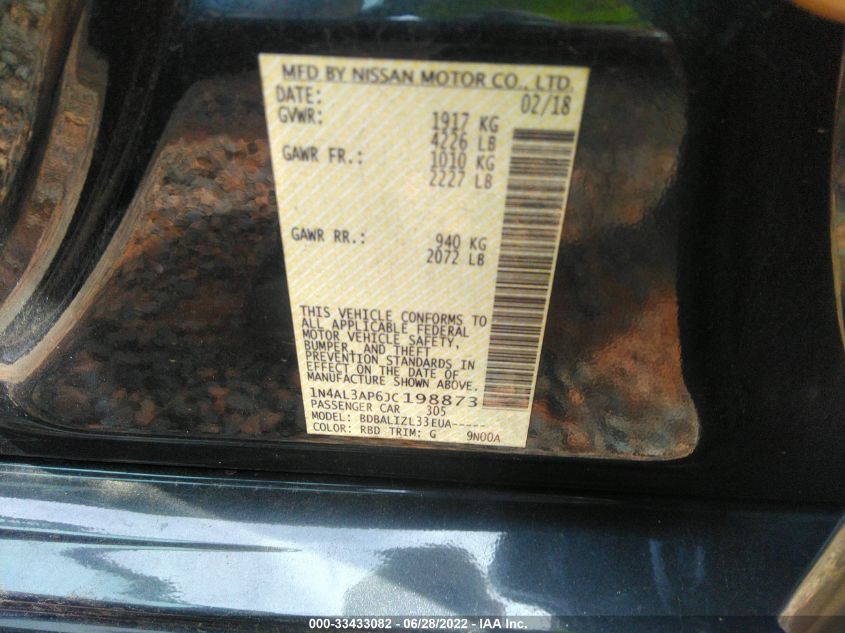 MFD BY NISSAN MOTOR CO., LTD.
DATE: 02/18
GVWR: 1917 KG
4226 LB
GAWR FR.: 1010 KG
2227 LB
GAWR RR.: 940 KG
2072 LB
THIS VEHICLE CONFORMS TO
ALL APPLICABLE FEDERAL
MOTOR VEHICLE SAFETY,
BUMPER, AND THEFT
PREVENTION STANDARDS IN
EFFECT ON THE DATE OF
MANUFACTURE SHOWN ABOVE.
1N4AL3AP6JC198873
PASSENGER CAR 305
MODEL: BDBALIZL33EUA-----
COLOR: RBD TRIM: G 9N00A
000-33433082 - 06/28/2022 - IAA Inc.